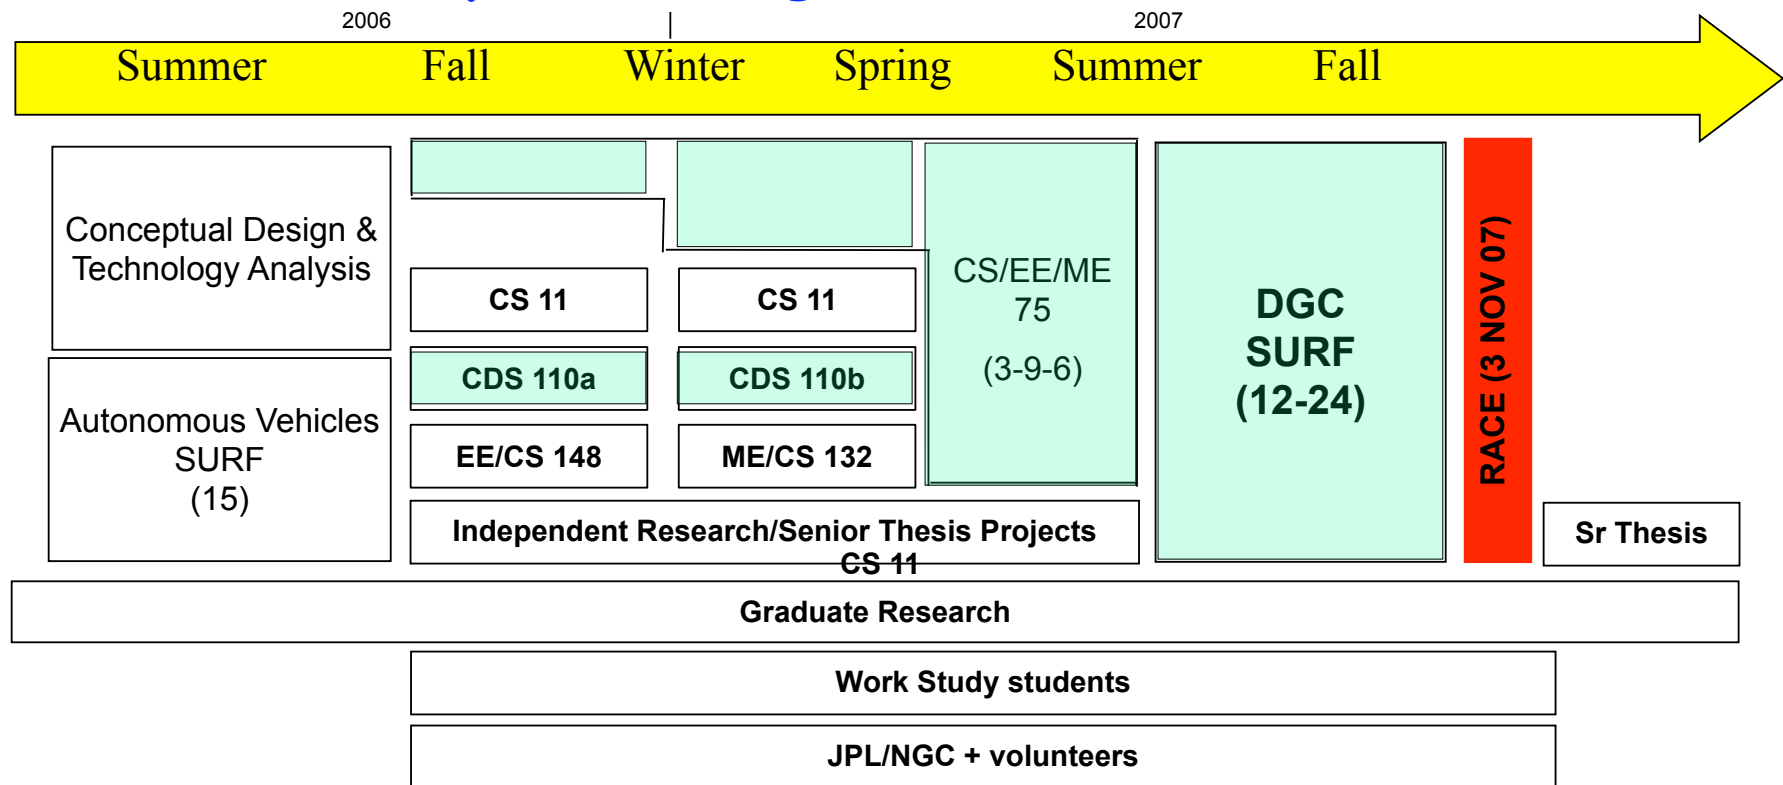 2006
2007
Summer Fall Winter Spring Summer Fall
Conceptual Design &
Technology Analysis
Autonomous Vehicles
SURF
(15)
CS 11
CDS 110a
EE/CS 148
CS 11
CDS 110b
ME/CS 132
CS/EE/ME
75
(3-9-6)
DGC
SURF
(12-24)
RACE (3 NOV 07)
Independent Research/Senior Thesis Projects
CS 11
Sr Thesis
Graduate Research
Work Study students
JPL/NGC + volunteers